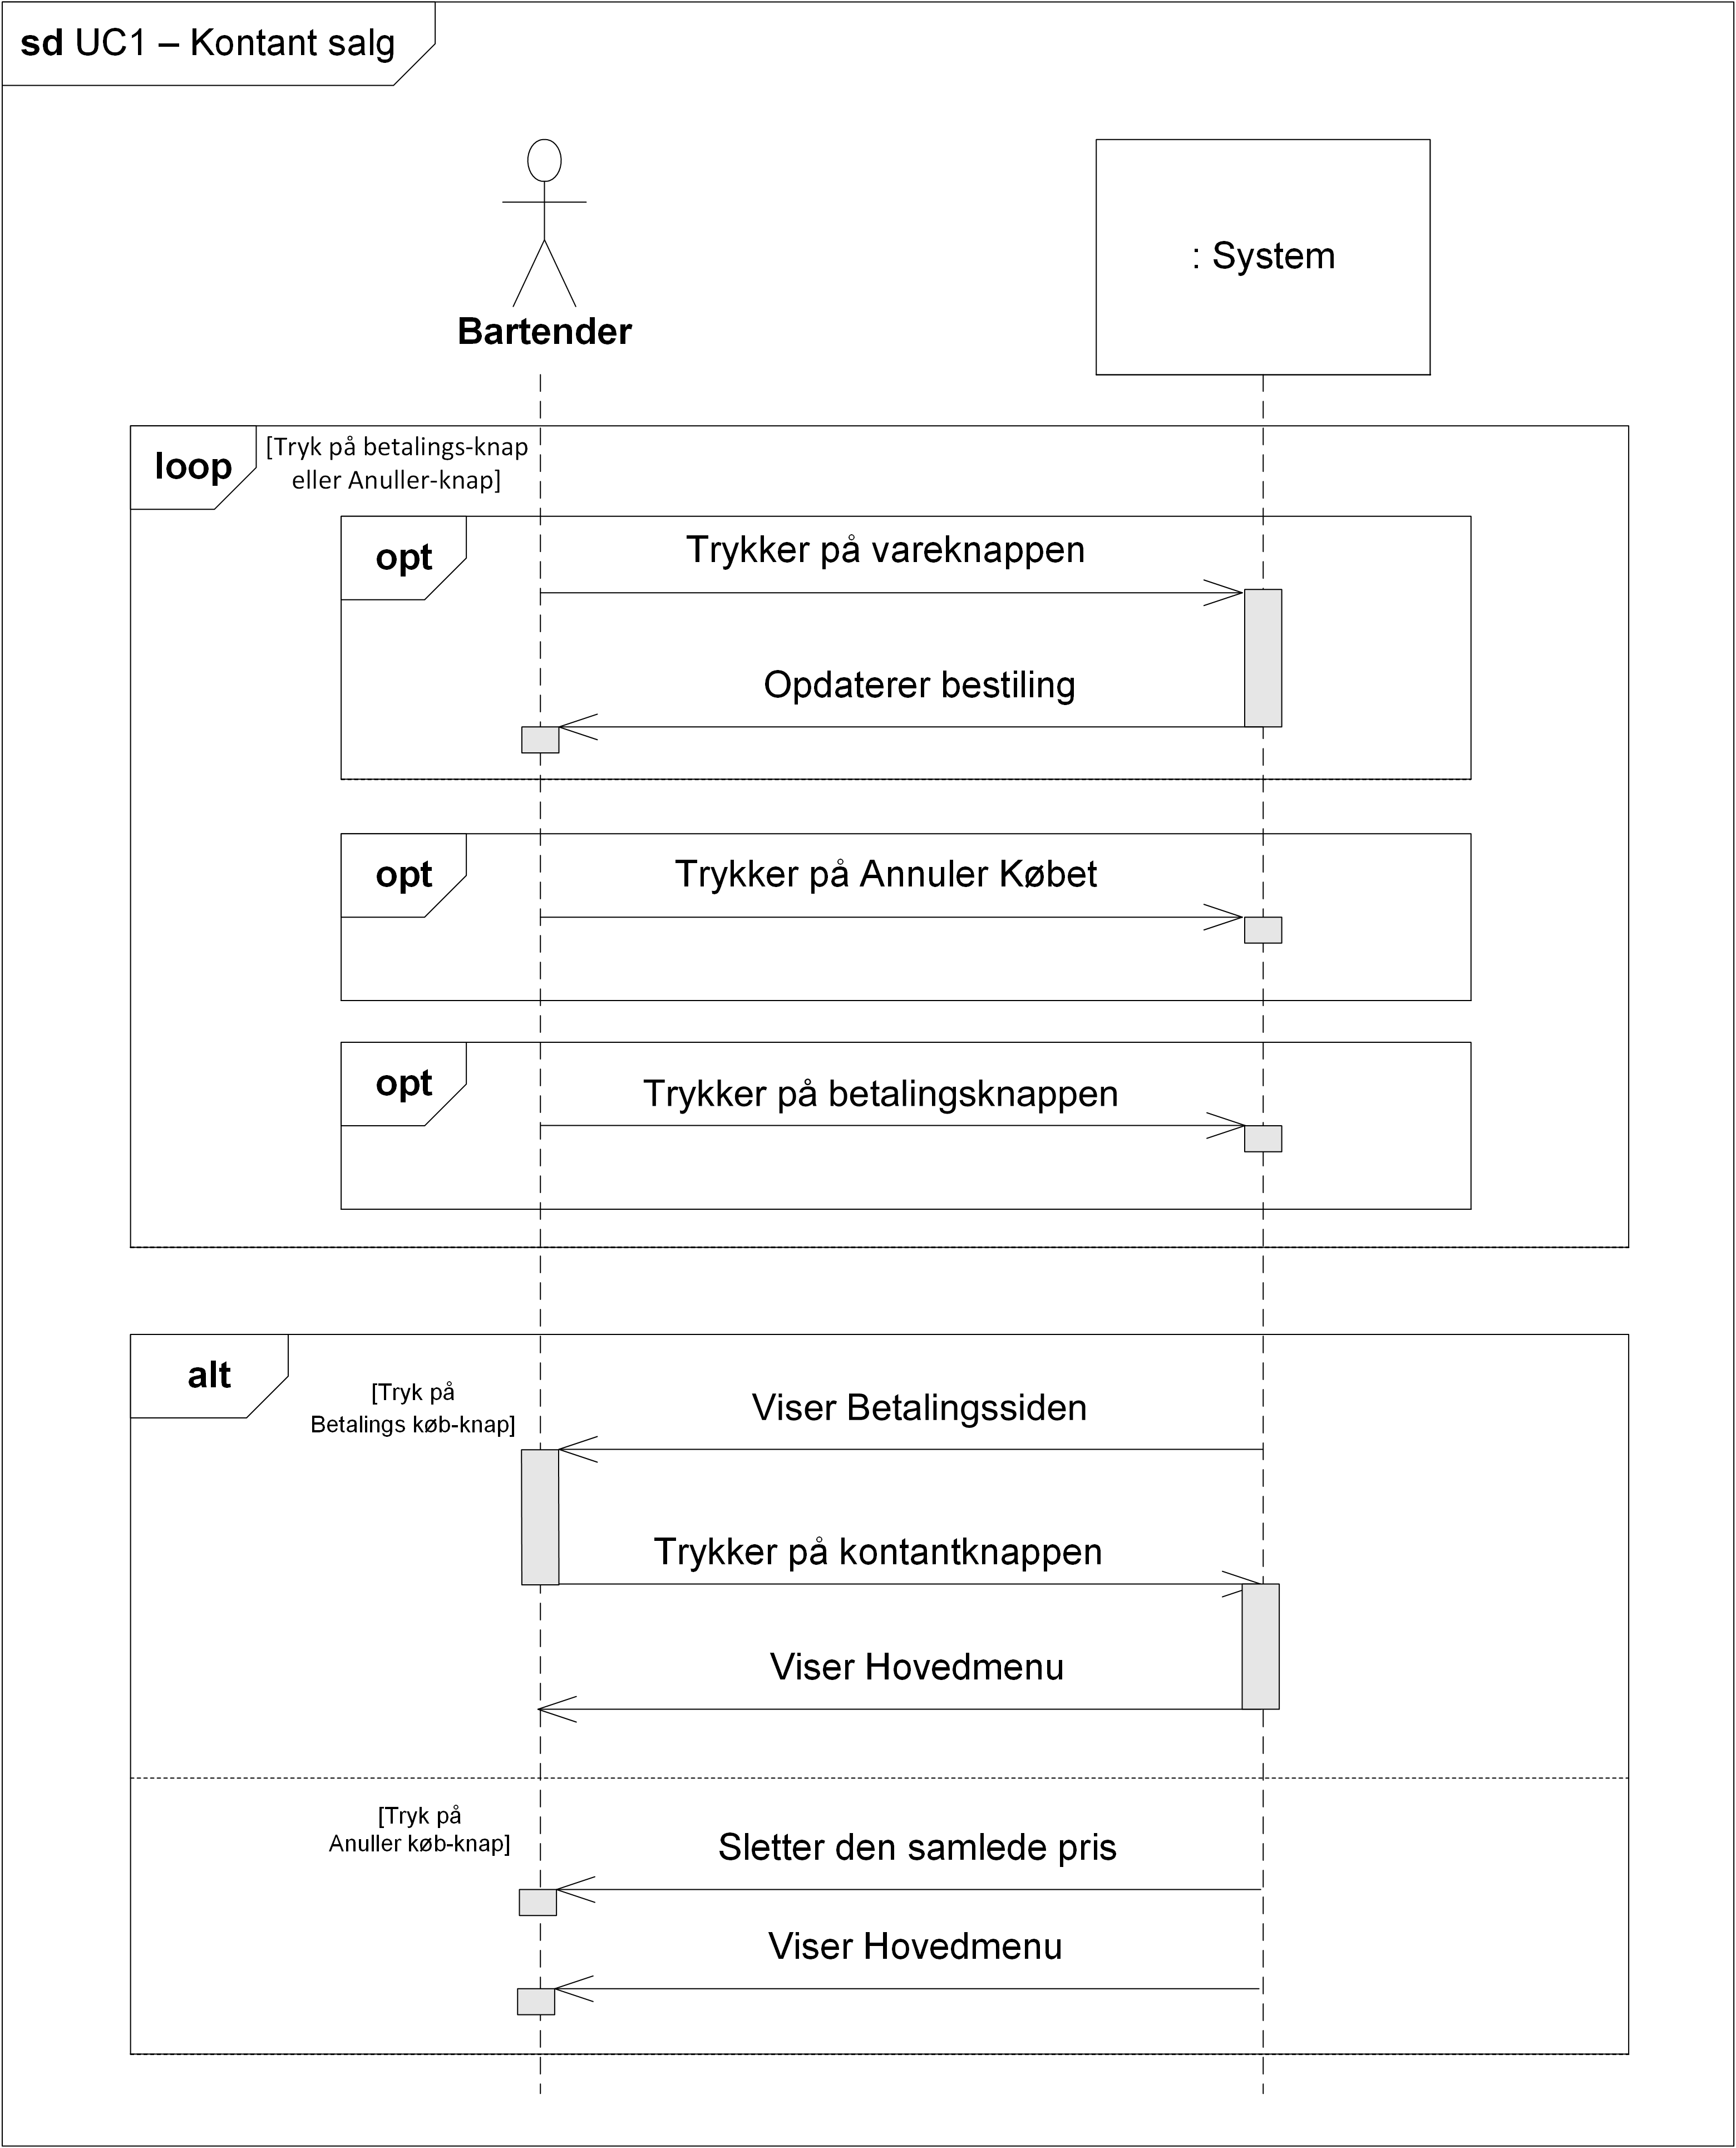 sd UC1 – Kontant salg
Bartender
: System
loop
[Tryk på betalings-knap
eller Anuller-knap]
opt
Trykker på vareknappen
Opdaterer bestiling
opt
Trykker på Annuler Købet
opt
Trykker på betalingsknappen
alt
[Tryk på
Betalings køb-knap]
Viser Betalingssiden
Trykker på kontantknappen
Viser Hovedmenu
[Tryk på
Anuller køb-knap]
Sletter den samlede pris
Viser Hovedmenu